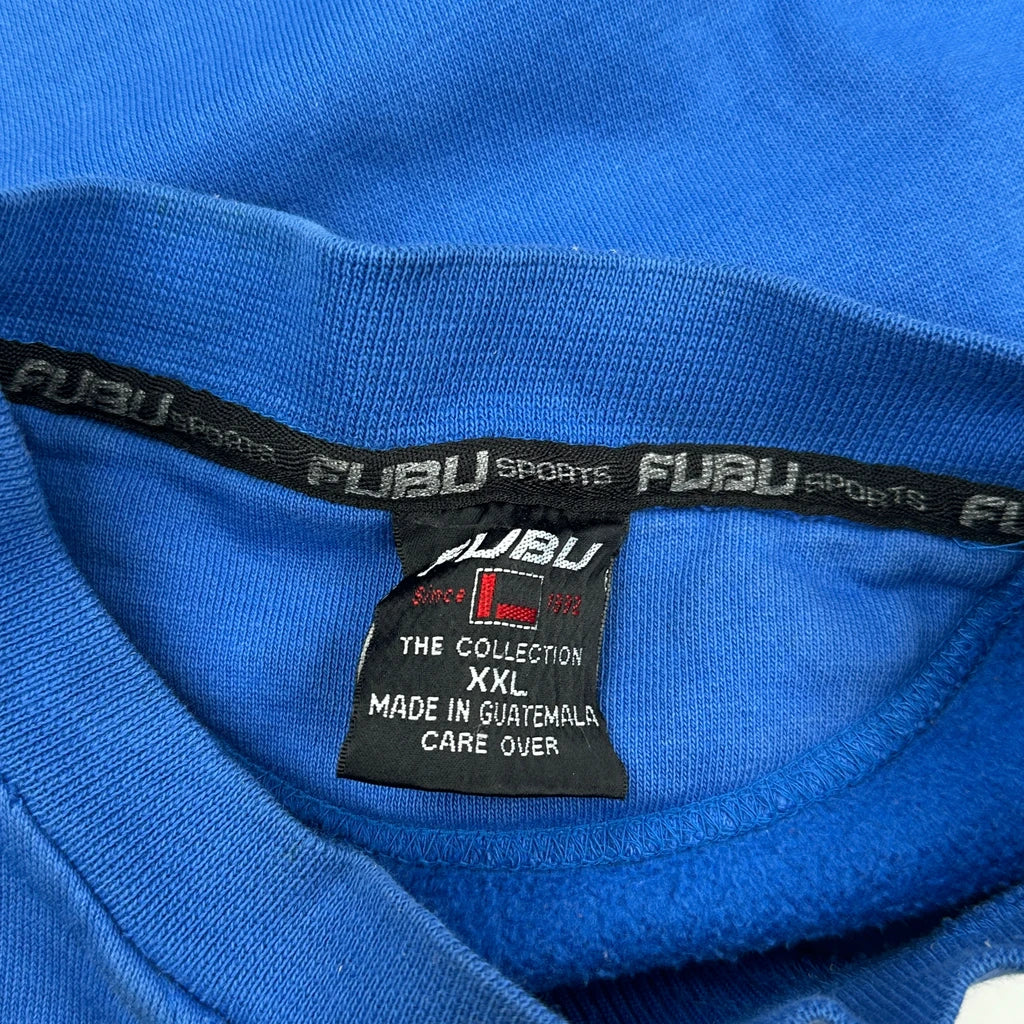 FUBU SPORTS FUBU SPORTS FUBU SPORTS FU
FUBU
Since 1992
THE COLLECTION
XXL
MADE IN GUATEMALA
CARE OVER